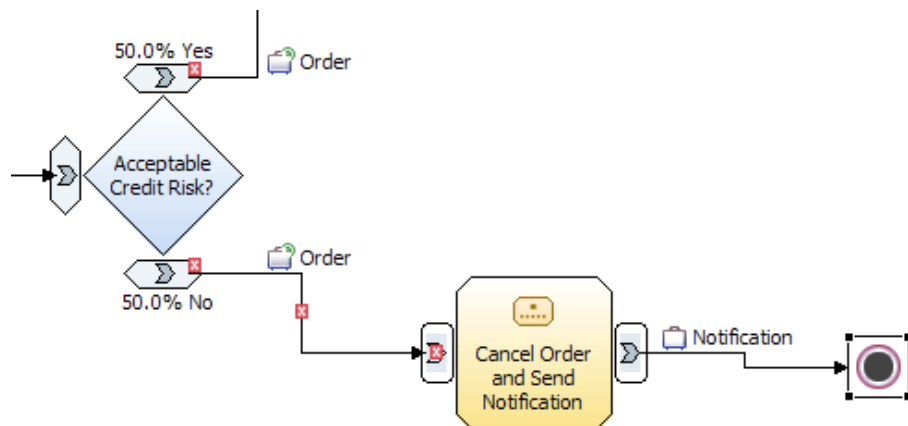 50.0% Yes
Order
Acceptable
Credit Risk?
Order
50.0% No
Notification
Cancel Order
and Send
Notification